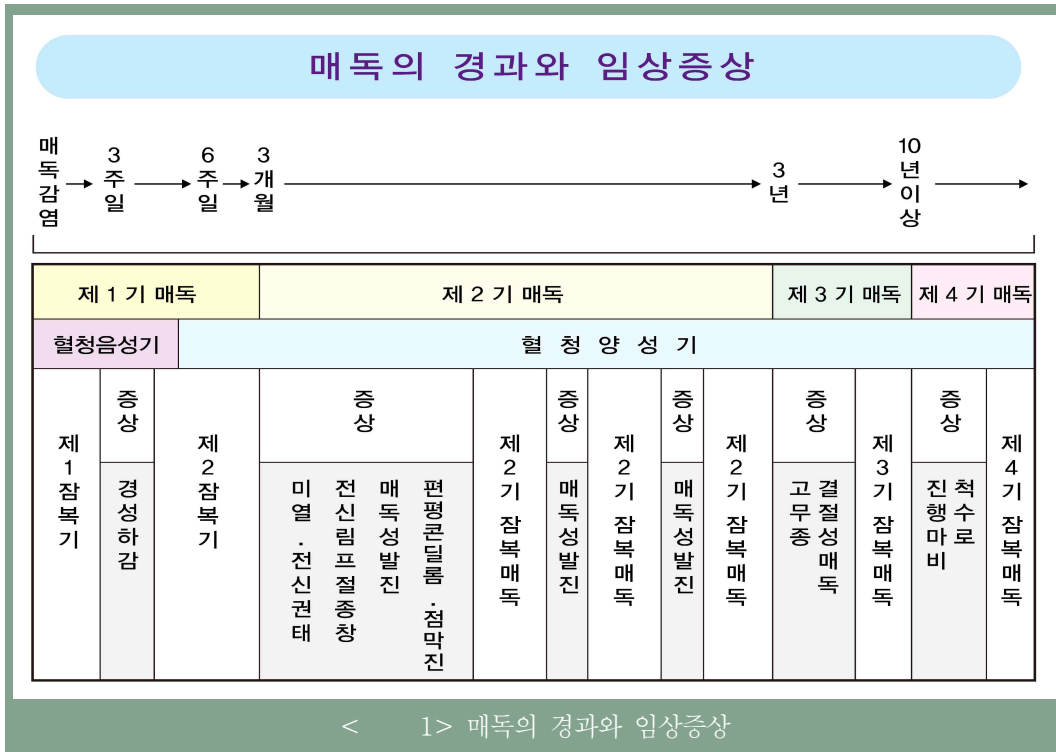 매독의 경과와 임상증상
매독감염
3주일
6주일
3개월
3년
10년이상
제 1 기 매독
제 2 기 매독
제 3 기 매독
제 4 기 매독
혈청음성기
혈 청 양 성 기
제1잠복기
증상
경성하감
제2잠복기
증상
미열.전신권태
전신림프절종창
매독성발진
편평콘딜롬.점막진
제2기 잠복매독
증상
매독성발진
제2기 잠복매독
증상
매독성발진
제2기 잠복매독
증상
고무종
결절성매독
제3기 잠복매독
증상
진행마비
척수로
제4기 잠복매독
< 1> 매독의 경과와 임상증상